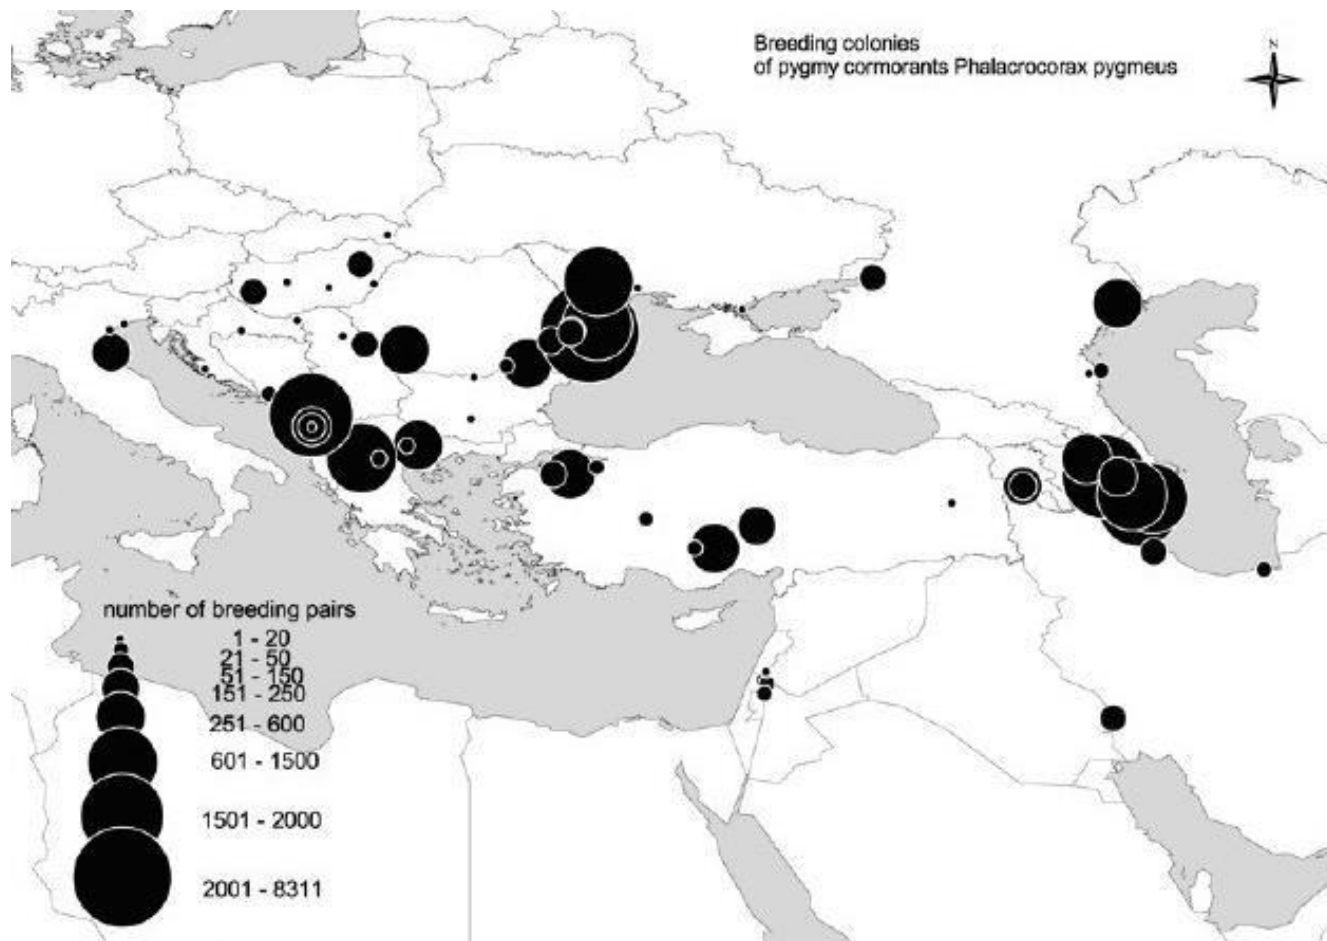 Breeding colonies
of pygmy cormorants Phalacrocorax pygmeus
N
number of breeding pairs
1 - 20
21 - 50
51 - 150
151 - 250
251 - 600
601 - 1500
1501 - 2000
2001 - 8311